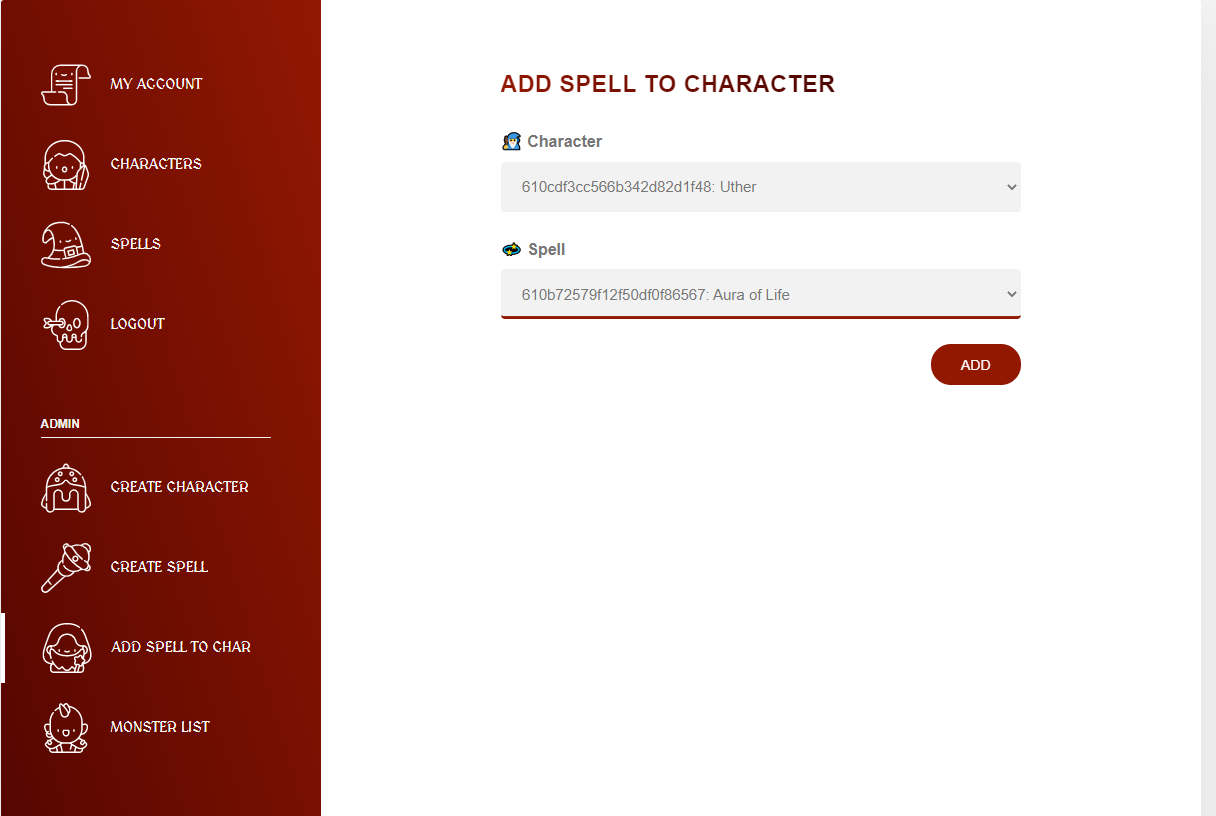 MY ACCOUNT
CHARACTERS
SPELLS
LOGOUT
ADMIN
CREATE CHARACTER
CREATE SPELL
ADD SPELL TO CHAR
MONSTER LIST
ADD SPELL TO CHARACTER
Character
610cdf3cc566b342d82d1f48: Uther
Spell
610b72579f12f50df0f86567: Aura of Life
ADD